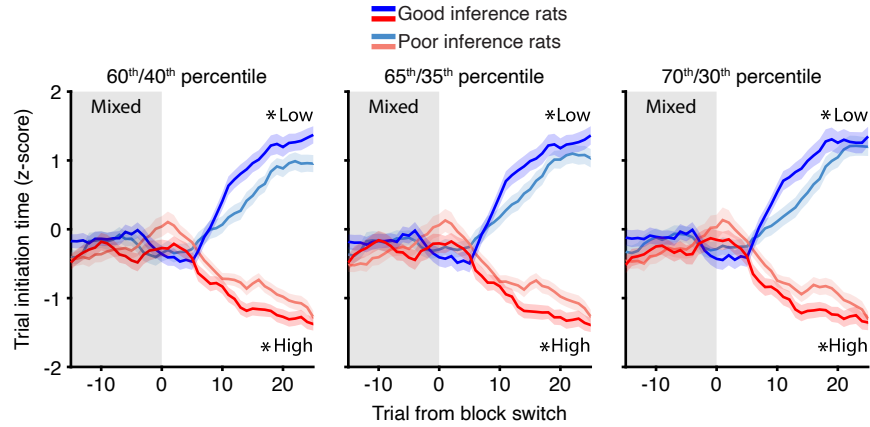 Good inference rats
Poor inference rats
60th/40th percentile
65th/35th percentile
70th/30th percentile
Trial initiation time (z-score)
2
1
0
-1
-2
Mixed
*Low
*High
-10 0 10 20
Mixed
*Low
*High
-10 0 10 20
Mixed
*Low
*High
-10 0 10 20
Trial from block switch